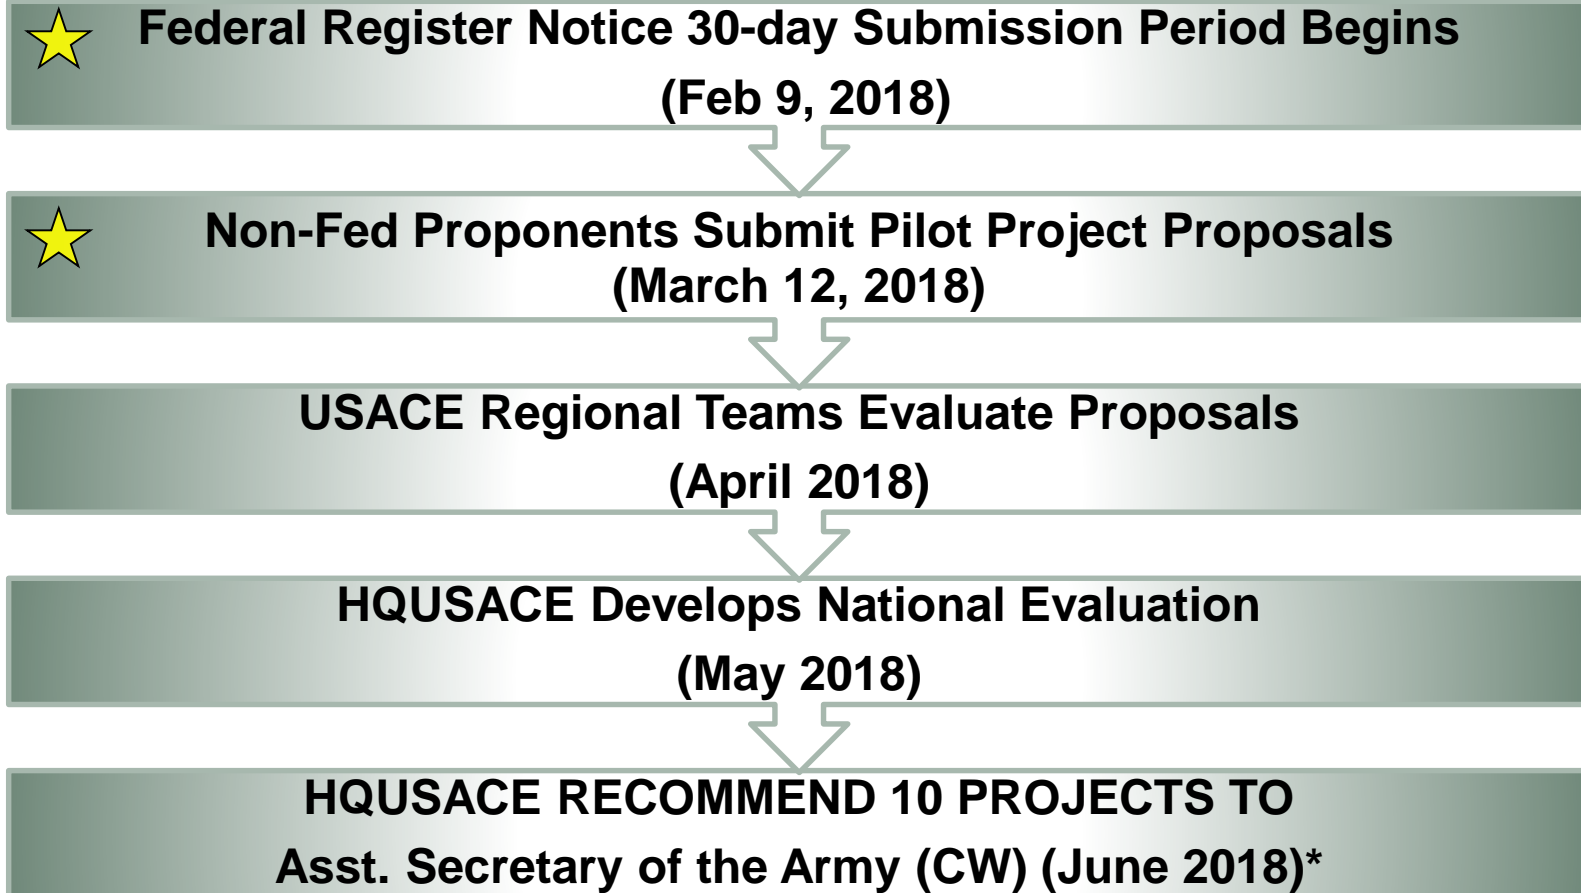 Federal Register Notice 30-day Submission Period Begins
(Feb 9, 2018)
Non-Fed Proponents Submit Pilot Project Proposals
(March 12, 2018)
USACE Regional Teams Evaluate Proposals
(April 2018)
HQUSACE Develops National Evaluation
(May 2018)
HQUSACE RECOMMEND 10 PROJECTS TO
Asst. Secretary of the Army (CW) (June 2018)*